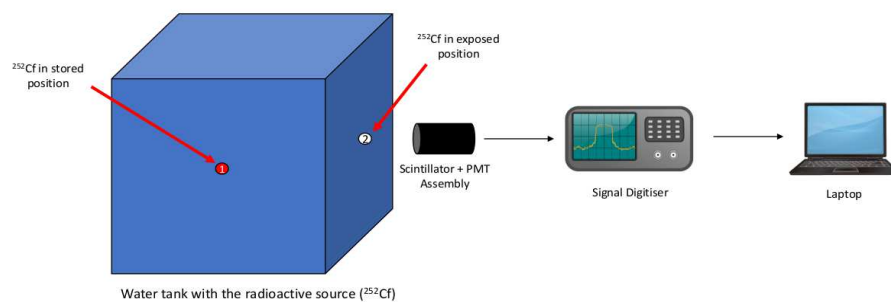 ²⁵²Cf in stored
position
²⁵²Cf in exposed
position
1
2
Scintillator + PMT
Assembly
Signal Digitiser
Laptop
Water tank with the radioactive source (²⁵²Cf)